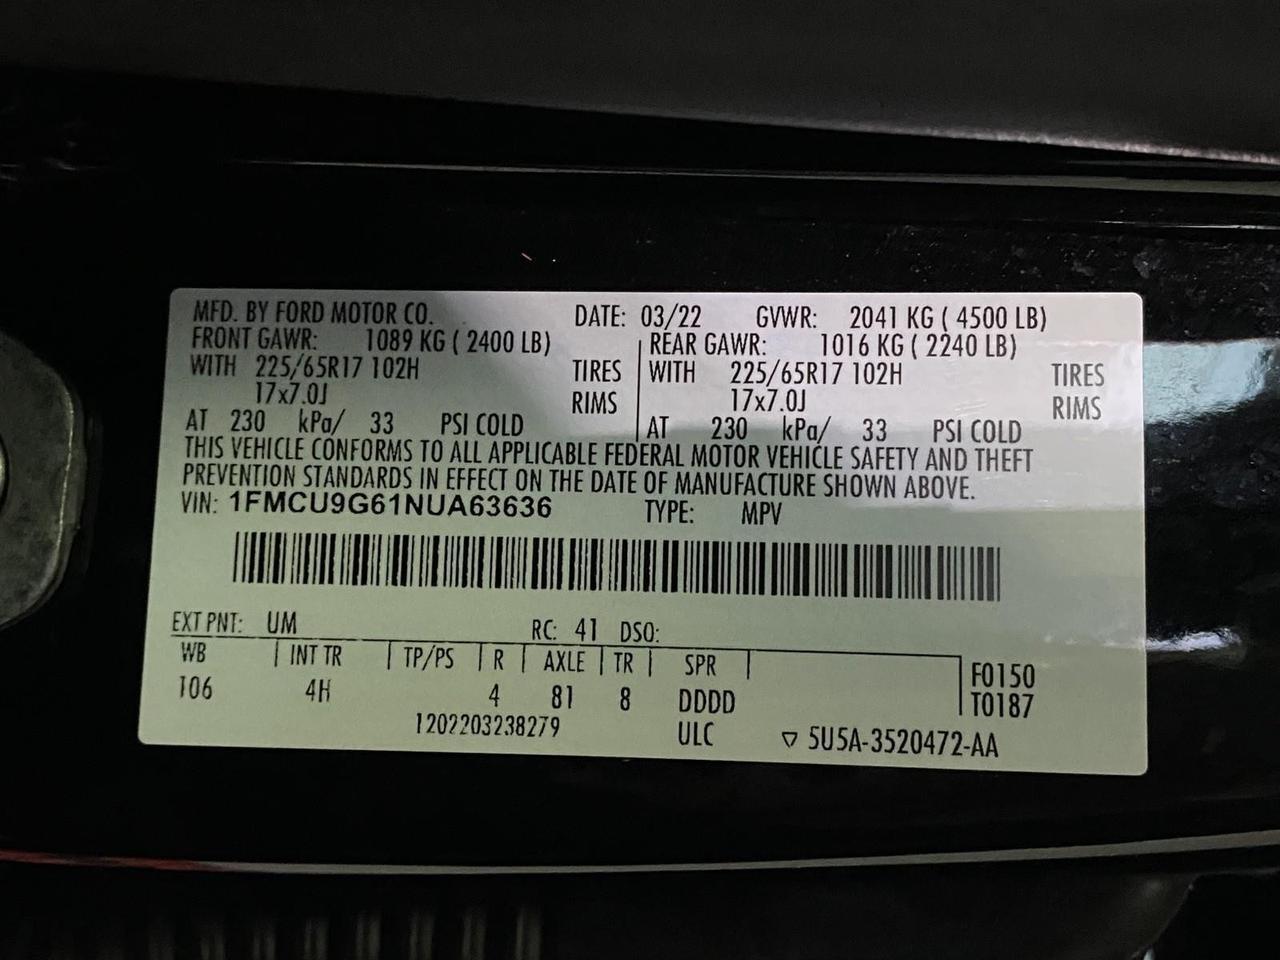 MFD. BY FORD MOTOR CO. DATE: 03/22 GVWR: 2041 KG ( 4500 LB)
FRONT GAWR: 1089 KG ( 2400 LB) REAR GAWR: 1016 KG ( 2240 LB)
WITH 225/65R17 102H TIRES WITH 225/65R17 102H TIRES
17x7.0J RIMS 17x7.0J RIMS
AT 230 kPa/ 33 PSI COLD AT 230 kPa/ 33 PSI COLD
THIS VEHICLE CONFORMS TO ALL APPLICABLE FEDERAL MOTOR VEHICLE SAFETY AND THEFT
PREVENTION STANDARDS IN EFFECT ON THE DATE OF MANUFACTURE SHOWN ABOVE.
VIN: 1FMCU9G61NUA63636 TYPE: MPV
EXT PNT: UM RC: 41 DSO:
WB INT TR TP/PS R AXLE TR SPR F0150
106 4H 4 81 8 DDDD T0187
1202203238279 ULC ▽ 5U5A-3520472-AA